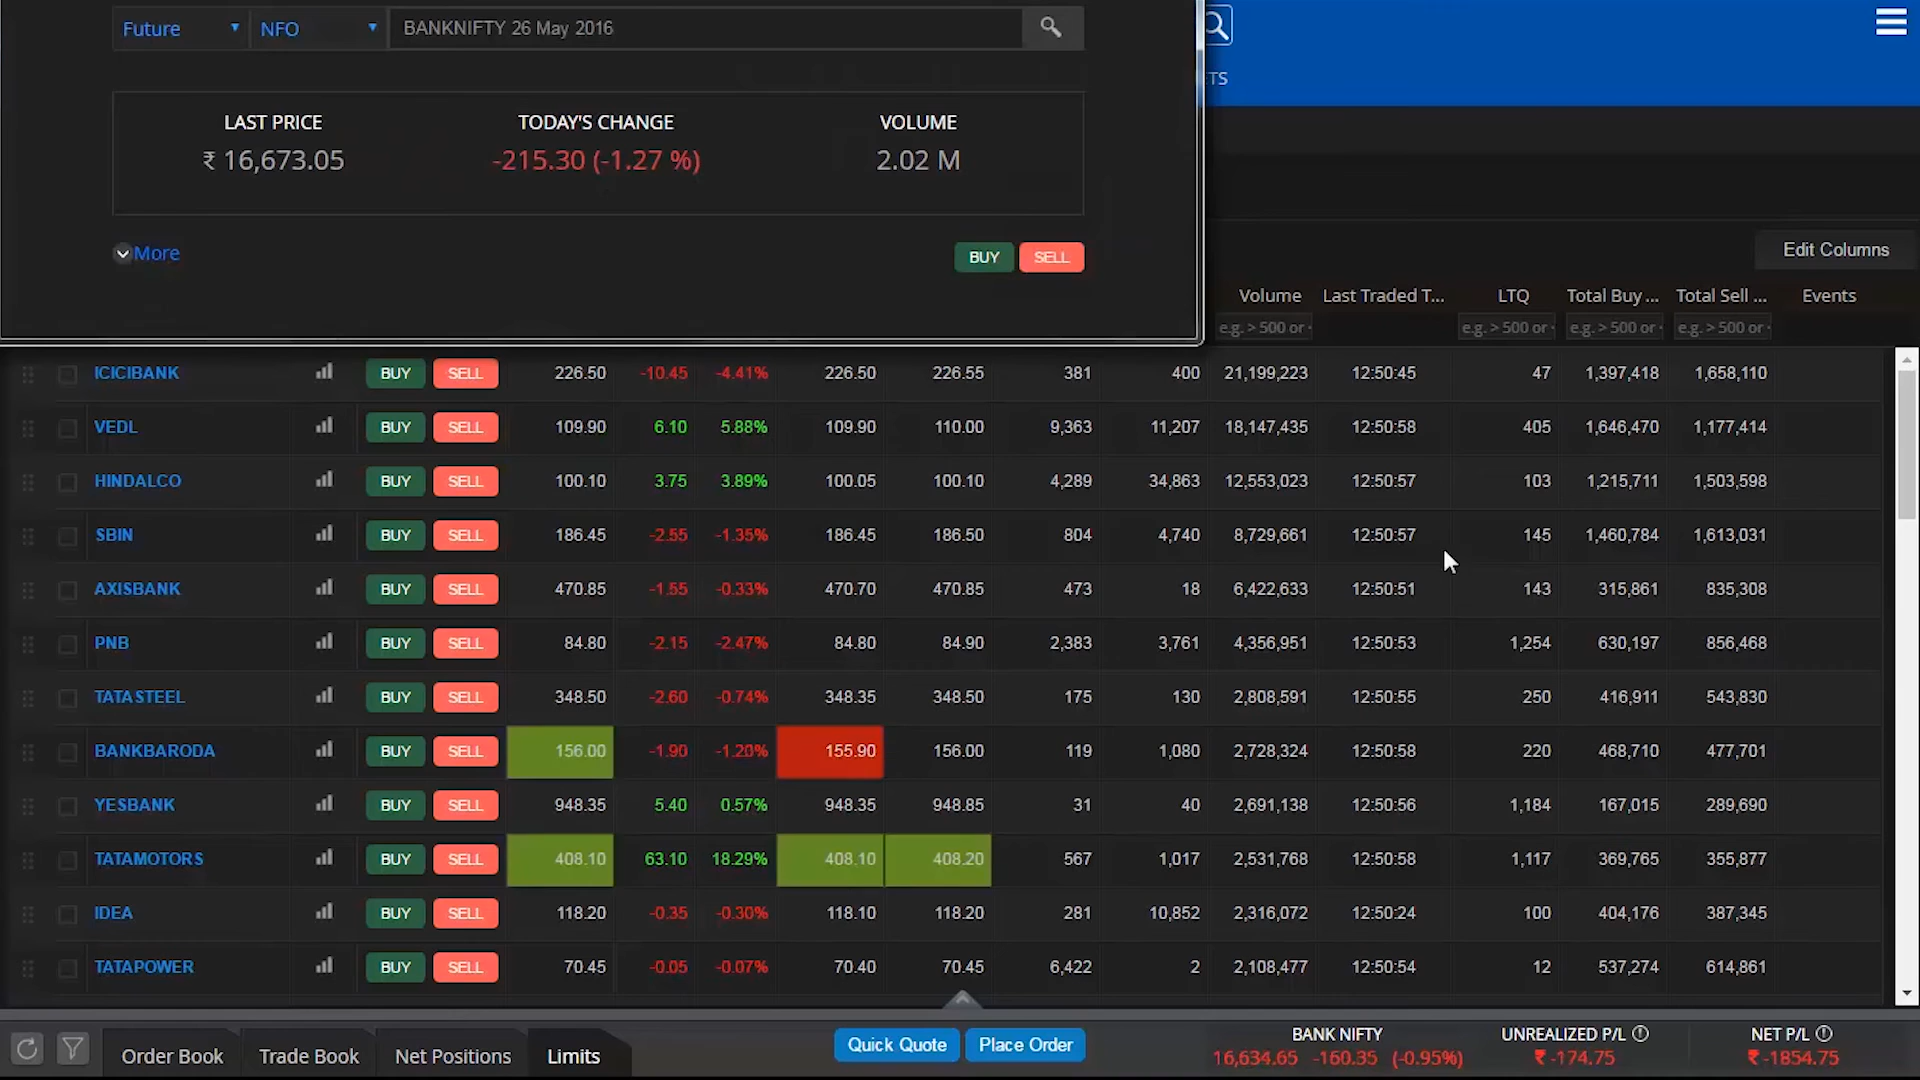 Future NFO BANKNIFTY 26 May 2016
TS
LAST PRICE TODAY'S CHANGE VOLUME
₹ 16,673.05 -215.30 (-1.27 %) 2.02 M
More BUY SELL
Edit Columns
Volume Last Traded T... LTQ Total Buy ... Total Sell ... Events
e.g. > 500 or e.g. > 500 or e.g. > 500 or e.g. > 500 or
ICICIBANK BUY SELL 226.50 -10.45 -4.41% 226.50 226.55 381 400 21,199,223 12:50:45 47 1,397,418 1,658,110
VEDL BUY SELL 109.90 6.10 5.88% 109.90 110.00 9,363 11,207 18,147,435 12:50:58 405 1,646,470 1,177,414
HINDALCO BUY SELL 100.10 3.75 3.89% 100.05 100.10 4,289 34,863 12,553,023 12:50:57 103 1,215,711 1,503,598
SBIN BUY SELL 186.45 -2.55 -1.35% 186.45 186.50 804 4,740 8,729,661 12:50:57 145 1,460,784 1,613,031
AXISBANK BUY SELL 470.85 -1.55 -0.33% 470.70 470.85 473 18 6,422,633 12:50:51 143 315,861 835,308
PNB BUY SELL 84.80 -2.15 -2.47% 84.80 84.90 2,383 3,761 4,356,951 12:50:53 1,254 630,197 856,468
TATASTEEL BUY SELL 348.50 -2.60 -0.74% 348.35 348.50 175 130 2,808,591 12:50:55 250 416,911 543,830
BANKBARODA BUY SELL 156.00 -1.90 -1.20% 155.90 156.00 119 1,080 2,728,324 12:50:58 220 468,710 477,701
YESBANK BUY SELL 948.35 5.40 0.57% 948.35 948.85 31 40 2,691,138 12:50:56 1,184 167,015 289,690
TATAMOTORS BUY SELL 408.10 63.10 18.29% 408.10 408.20 567 1,017 2,531,768 12:50:58 1,117 369,765 355,877
IDEA BUY SELL 118.20 -0.35 -0.30% 118.10 118.20 281 10,852 2,316,072 12:50:24 100 404,176 387,345
TATAPOWER BUY SELL 70.45 -0.05 -0.07% 70.40 70.45 6,422 2 2,108,477 12:50:54 12 537,274 614,861
Order Book Trade Book Net Positions Limits Quick Quote Place Order
BANK NIFTY UNREALIZED P/L NET P/L
16,634.65 -160.35 (-0.95%) ₹ -174.75 ₹ -1854.75